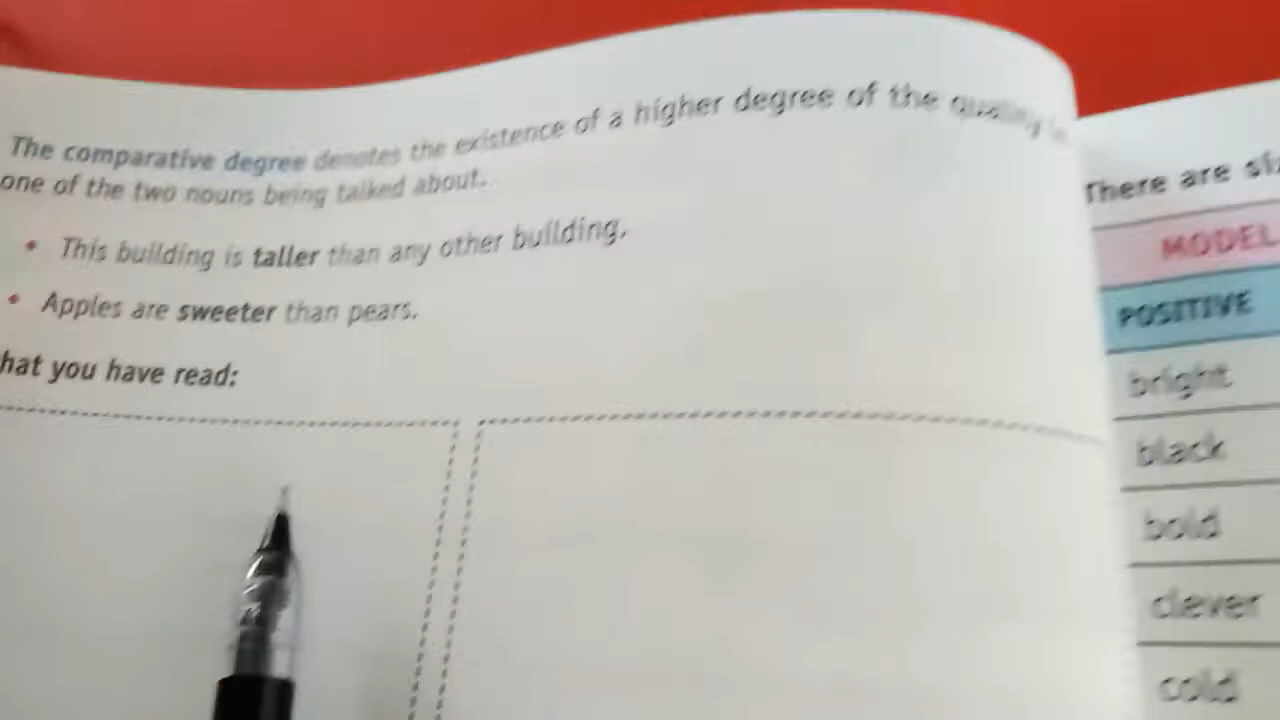 The comparative degree denotes the existence of a higher degree of the quality
one of the two nouns being talked about.
• This building is taller than any other building.
• Apples are sweeter than pears.
hat you have read:
There are si
MODEL
POSITIVE
bright
black
bold
clever
cold